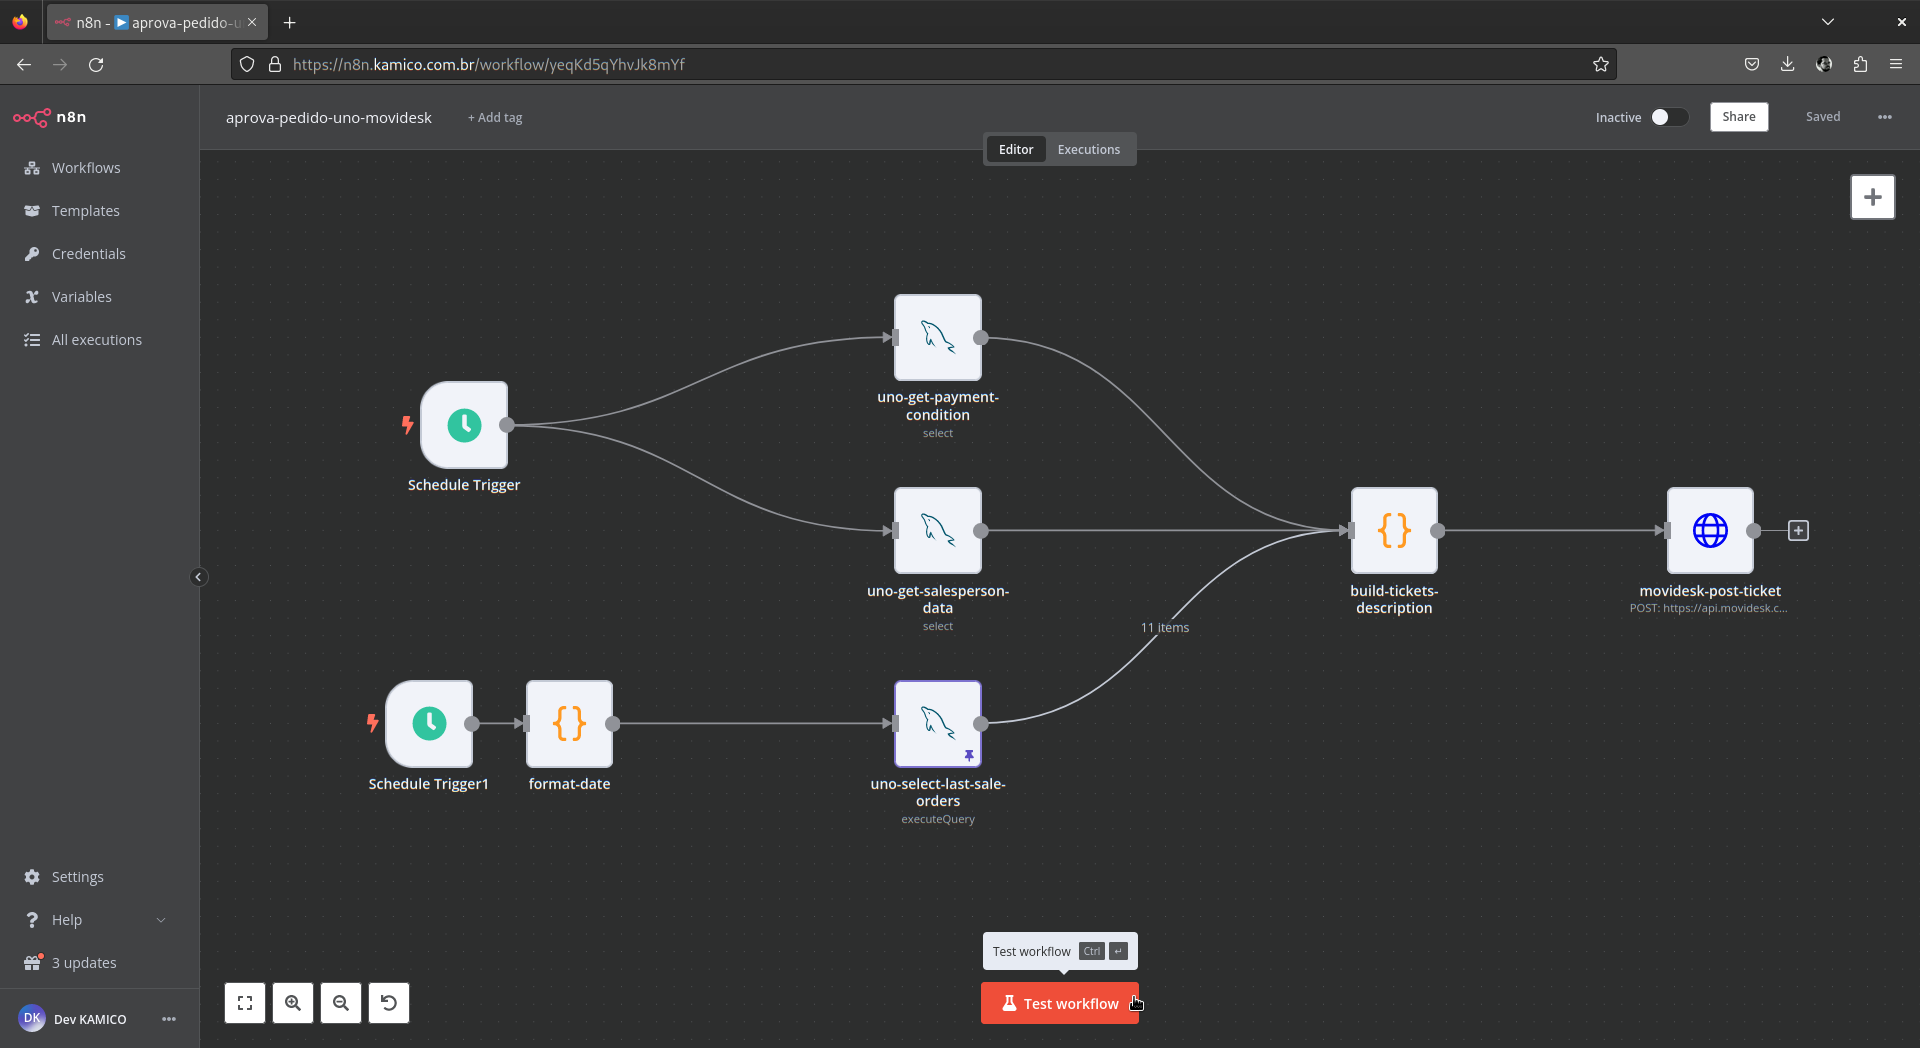 n8n - ▶ aprova-pedido-u
https://n8n.kamico.com.br/workflow/yeqKd5qYhvJk8mYf
n8n
aprova-pedido-uno-movidesk
+ Add tag
Inactive
Share
Saved
Editor
Executions
Workflows
Templates
Credentials
Variables
All executions
uno-get-payment-
condition
select
Schedule Trigger
uno-get-salesperson-
data
select
build-tickets-
description
movidesk-post-ticket
POST: https://api.movidesk.c...
11 items
Schedule Trigger1
format-date
uno-select-last-sale-
orders
executeQuery
Settings
Help
3 updates
DK
Dev KAMICO
Test workflow Ctrl ↵
Test workflow